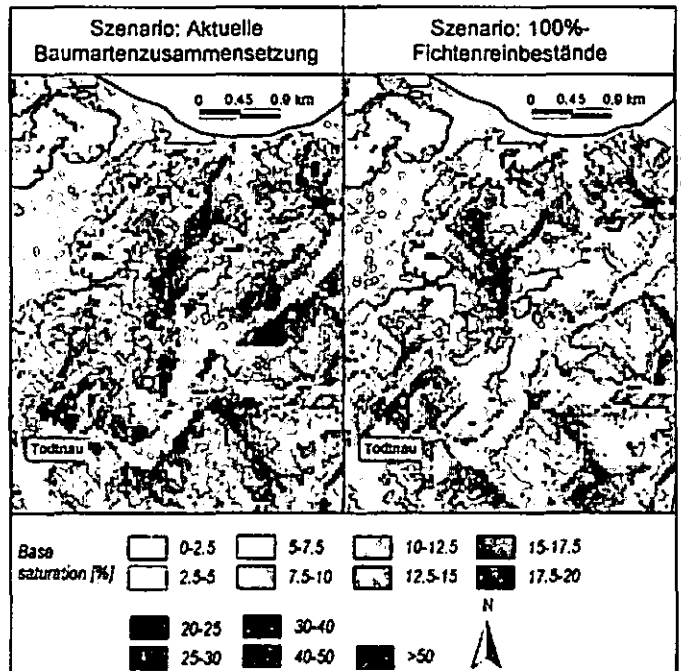 Szenario: Aktuelle
Baumartenzusammensetzung
Szenario: 100%-
Fichtenreinbestände
0 0.45 0.9 km
0 0.45 0.9 km
Todtnau
Todtnau
Base
saturation [%]
0-2.5
5-7.5
10-12.5
15-17.5
2.5-5
7.5-10
12.5-15
17.5-20
20-25
30-40
25-30
40-50
>50
N